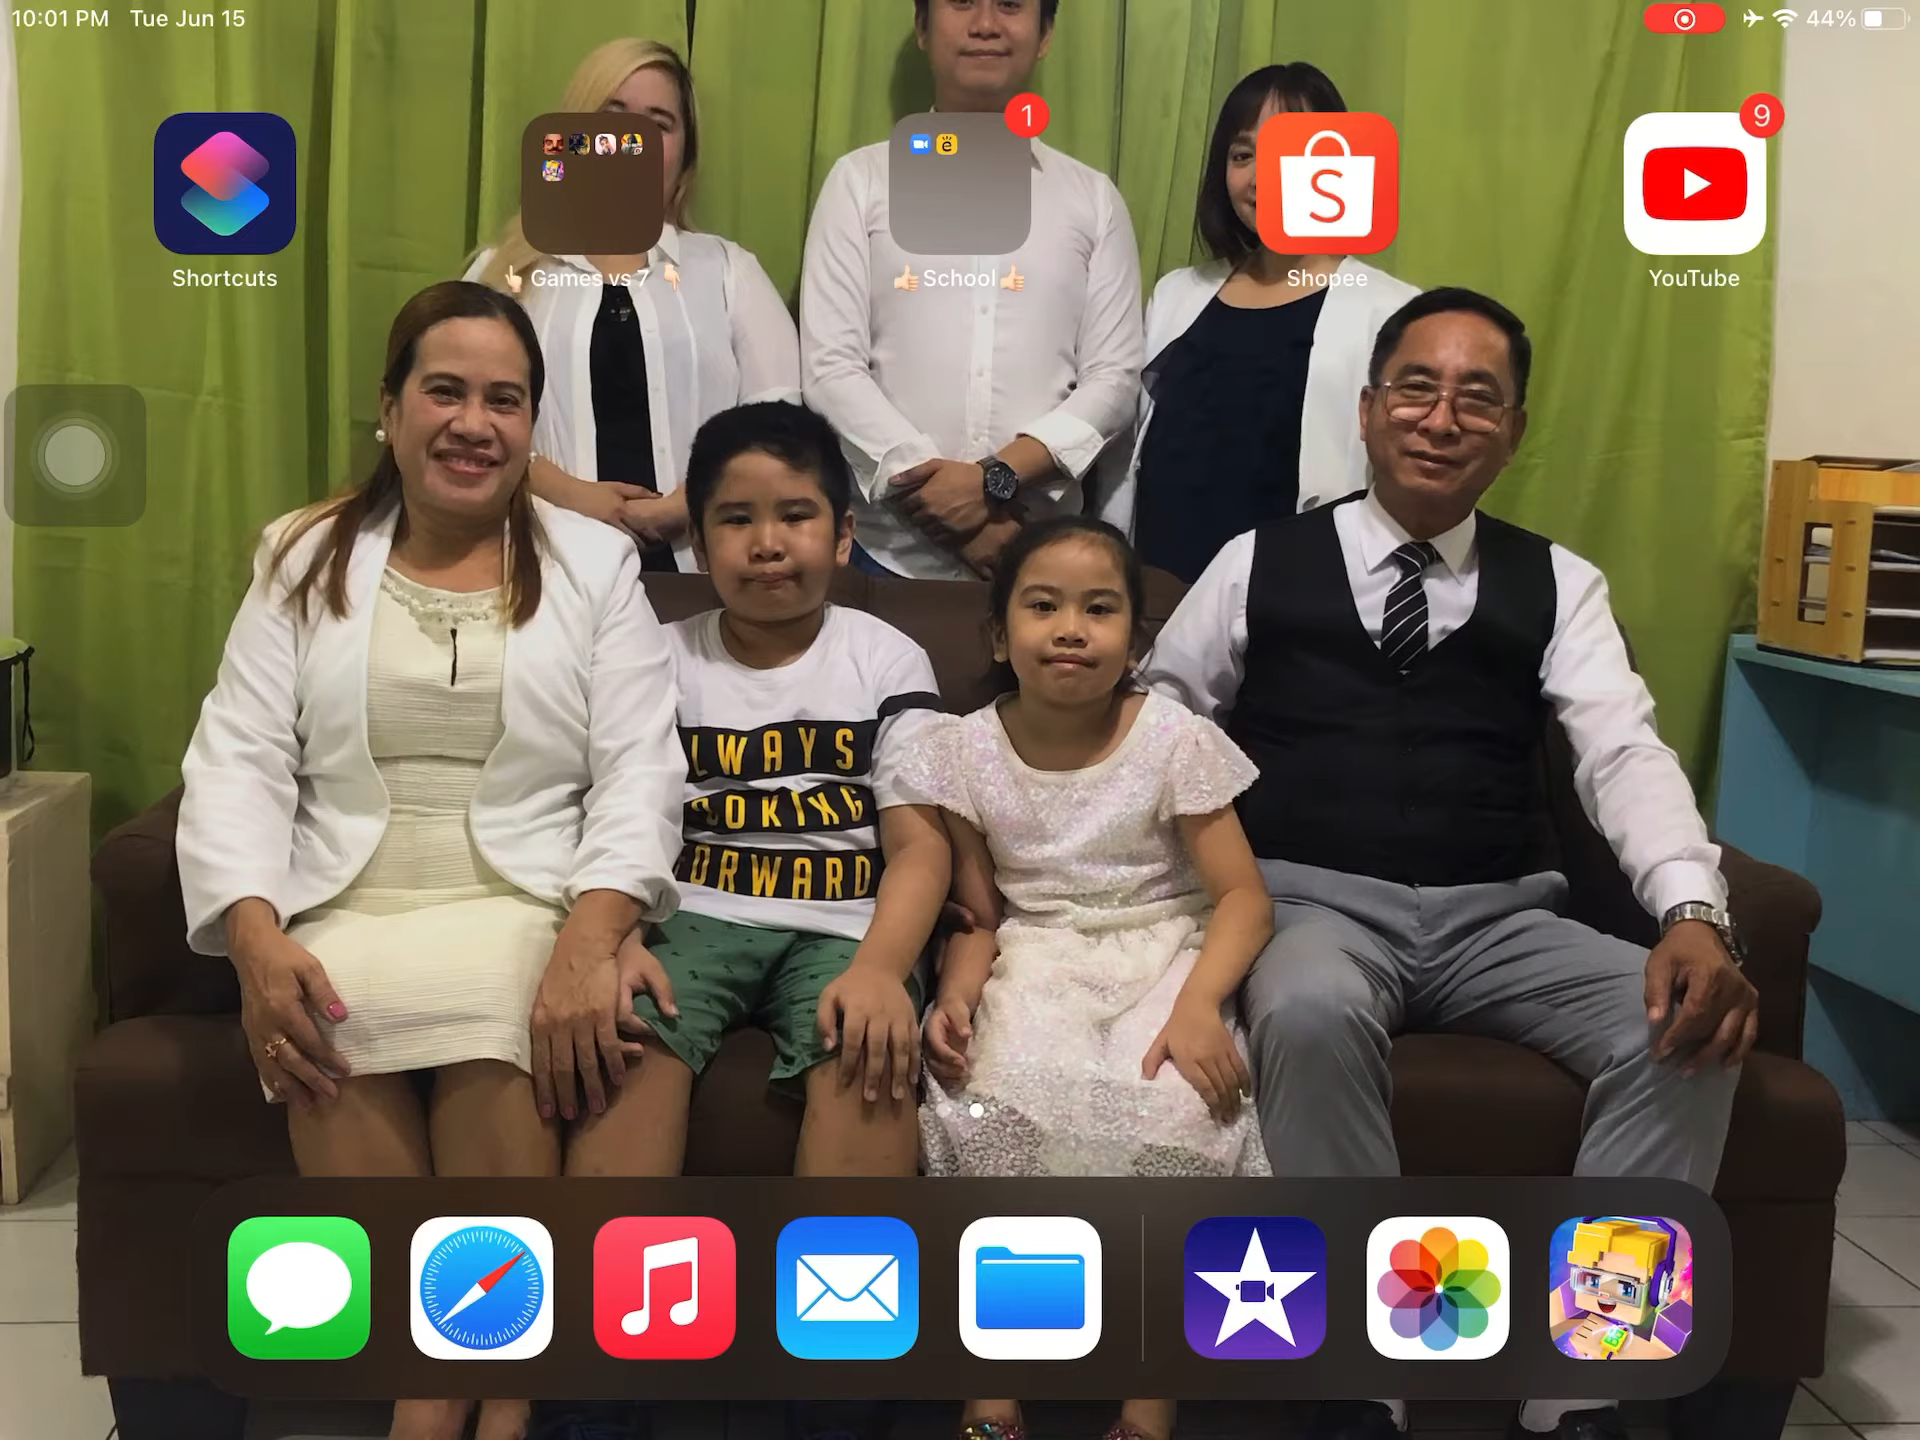 10:01 PM Tue Jun 15
44%
1
9
S
Shortcuts
👆🏻 Games vs 7 👇🏻
👍🏻School👍🏻
Shopee
YouTube
LWAYS
OOKING
ORWARD